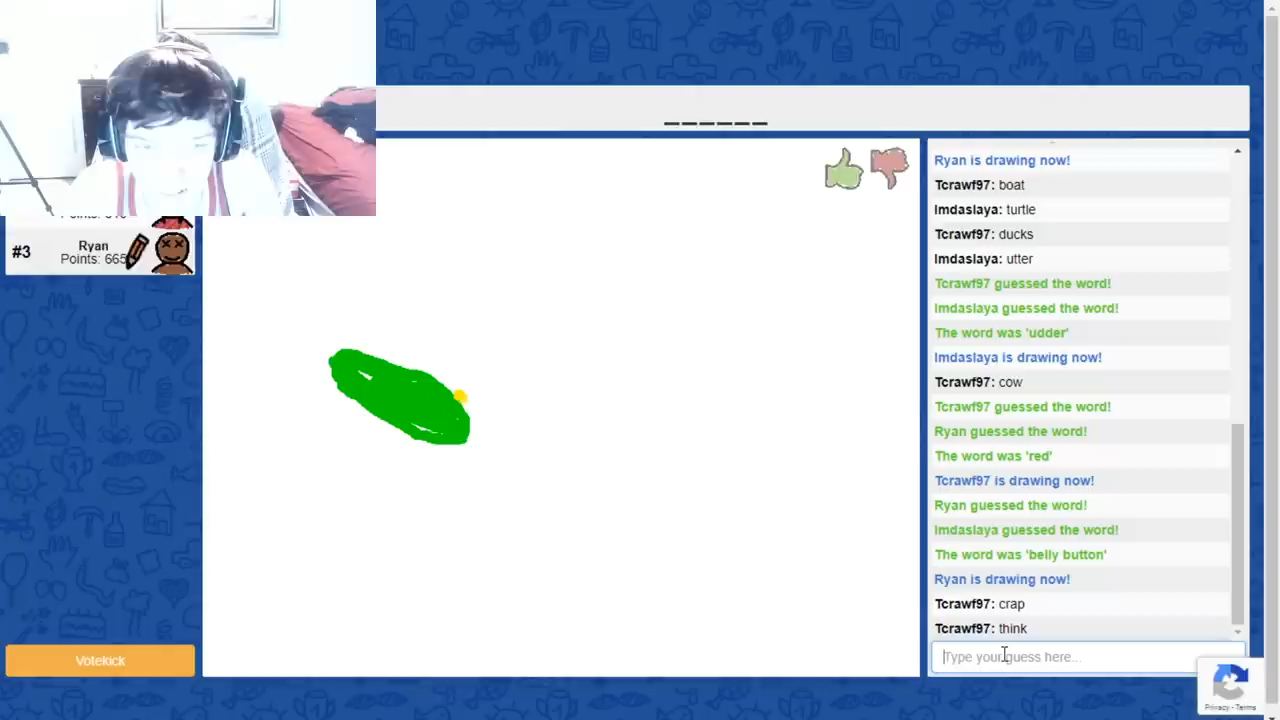 ______
Ryan is drawing now!
Tcrawf97: boat
Imdaslaya: turtle
Tcrawf97: ducks
Imdaslaya: utter
Tcrawf97 guessed the word!
Imdaslaya guessed the word!
The word was 'udder'
Imdaslaya is drawing now!
Tcrawf97: cow
Tcrawf97 guessed the word!
Ryan guessed the word!
The word was 'red'
Tcrawf97 is drawing now!
Ryan guessed the word!
Imdaslaya guessed the word!
The word was 'belly button'
Ryan is drawing now!
Tcrawf97: crap
Tcrawf97: think
Type your guess here...
Points:
#3
Ryan
Points: 665
Votekick
Privacy - Terms